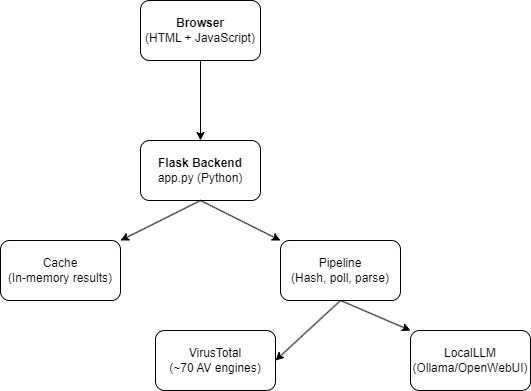 Browser
(HTML + JavaScript)
Flask Backend
app.py (Python)
Cache
(In-memory results)
Pipeline
(Hash, poll, parse)
VirusTotal
(~70 AV engines)
LocalLLM
(Ollama/OpenWebUI)